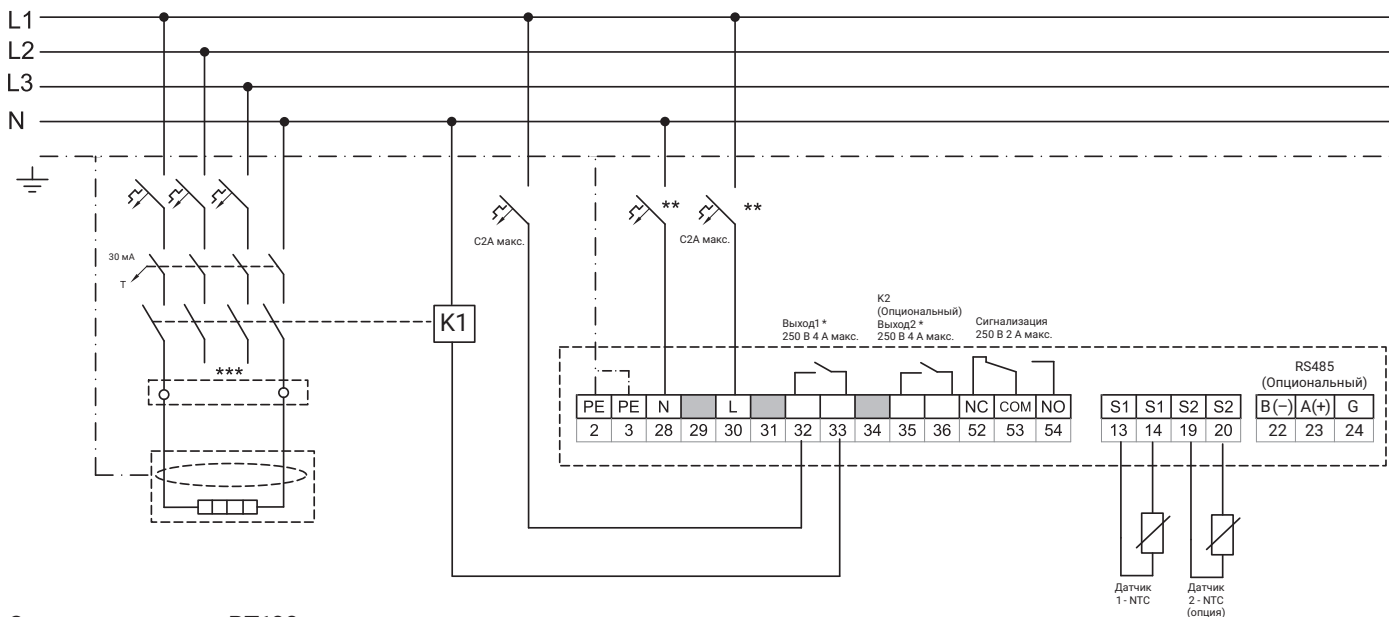 L1
L2
L3
N
30 мА
T
***
K1
C2A макс.
**
C2A макс.
**
Выход1 *
250 В 4 А макс.
K2
(Опциональный)
Выход2 *
250 В 4 А макс.
Сигнализация
250 В 2 А макс.
RS485
(Опциональный)
PE PE N L NC COM NO S1 S1 S2 S2 B(−) A(+) G
2 3 28 29 30 31 32 33 34 35 36 52 53 54 13 14 19 20 22 23 24
Датчик
1 - NTC
Датчик
2 - NTC
(опция)